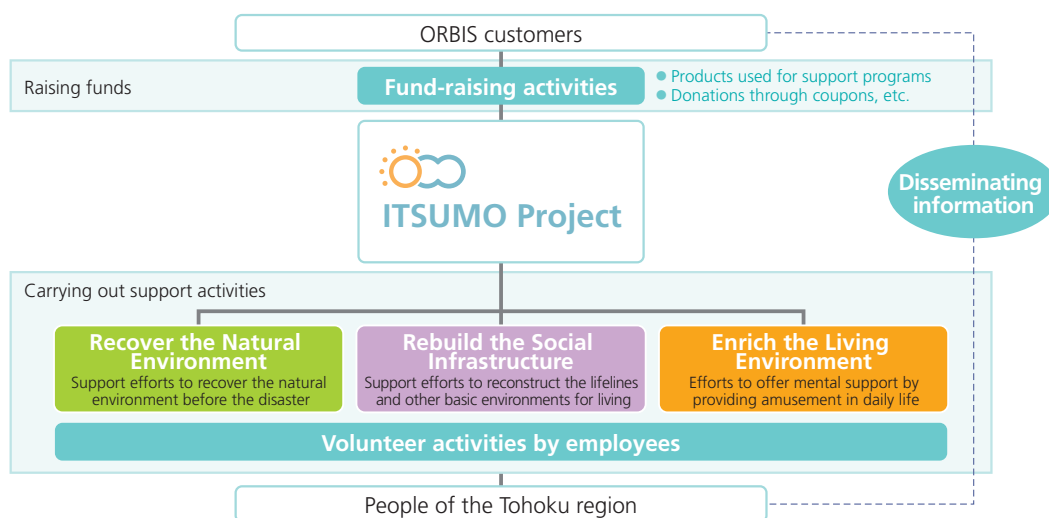 ORBIS customers
Raising funds
Fund-raising activities
● Products used for support programs
● Donations through coupons, etc.
ITSUMO Project
Disseminating
information
Carrying out support activities
Recover the Natural
Environment
Support efforts to recover the natural
environment before the disaster
Rebuild the Social
Infrastructure
Support efforts to reconstruct the lifelines
and other basic environments for living
Enrich the Living
Environment
Efforts to offer mental support by
providing amusement in daily life
Volunteer activities by employees
People of the Tohoku region